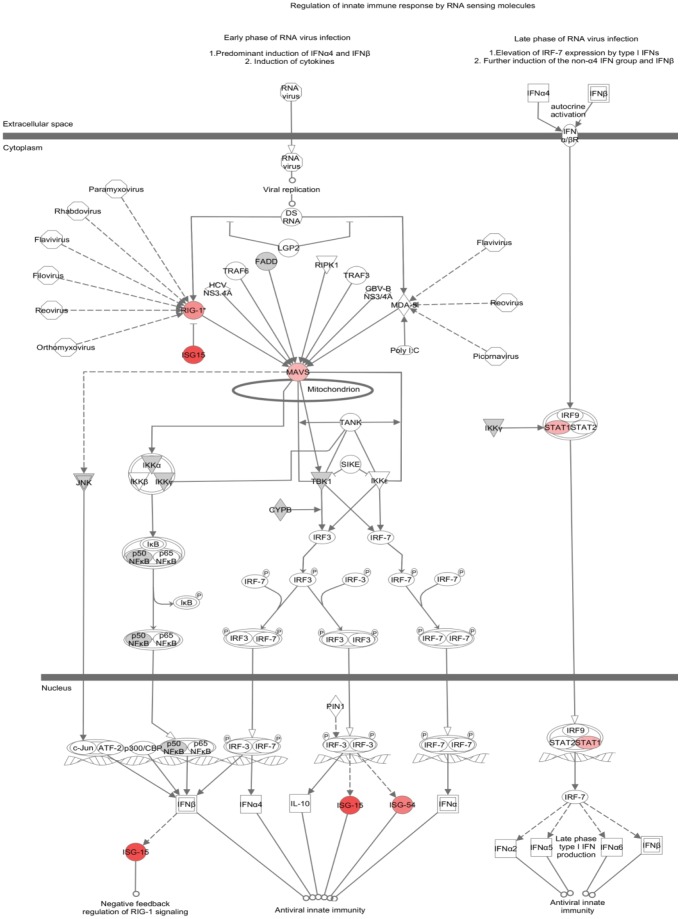 Regulation of innate immune response by RNA sensing molecules
Early phase of RNA virus infection
1.Predominant induction of IFNα4 and IFNβ
2. Induction of cytokines
Late phase of RNA virus infection
1.Elevation of IRF-7 expression by type I IFNs
2. Further induction of the non-α4 IFN group and IFNβ
RNA
virus
IFNα4
IFNβ
autocrine
activation
Extracellular space
IFN
α/βR
Cytoplasm
RNA
virus
Viral replication
Paramyxovirus
Rhabdovirus
Flavivirus
Filovirus
Reovirus
Orthomyxovirus
DS
RNA
LGP2
FADD
RIPK1
TRAF6
TRAF3
HCV
NS3.4A
GBV-B
NS3/4A
RIG-1*
MDA-5
Flavivirus
Reovirus
Picornavirus
ISG15
Poly I:C
MAVS
Mitochondrion
TANK
IRF9
STAT1
STAT2
IKKγ
IKKα
IKKβ
IKKγ
JNK
SIKE
TBK1
IKKε
CYPB
IRF3
IRF-7
IκB
p50
NFκB
p65
NFκB
IRF-7
P
IRF3
P
IRF-3
P
IRF-7
P
IRF-7
P
IκB
P
p50
NFκB
p65
NFκB
P
IRF3
IRF-7
P
P
IRF3
IRF3
P
P
IRF-7
IRF-7
P
Nucleus
PIN1
c-Jun
ATF-2
p300/CBP
p50
NFκB
p65
NFκB
P
IRF-3
IRF-7
P
P
IRF-3
IRF-3
P
P
IRF-7
IRF-7
P
IRF9
STAT2
STAT1
IFNβ
IFNα4
IL-10
ISG-15
ISG-54
IFNα
IRF-7
ISG-15
IFNα2
IFNα5
Late phase
type I IFN
production
IFNα6
IFNβ
Negative feedback
regulation of RIG-1 signaling
Antiviral innate immunity
Antiviral innate
immunity